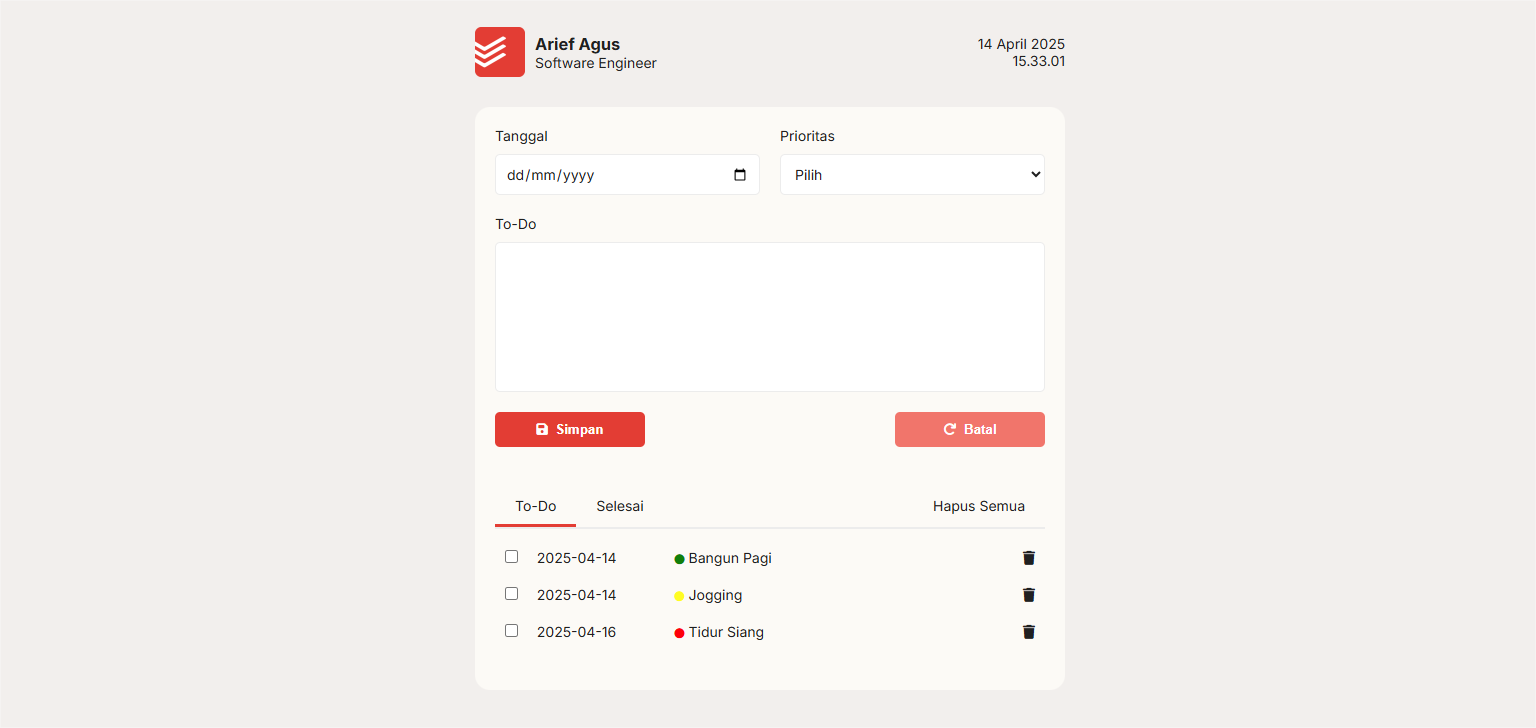 Arief Agus
Software Engineer
14 April 2025
15.33.01
Tanggal
Prioritas
dd/mm/yyyy
Pilih
To-Do
Simpan
Batal
To-Do
Selesai
Hapus Semua
2025-04-14 Bangun Pagi
2025-04-14 Jogging
2025-04-16 Tidur Siang